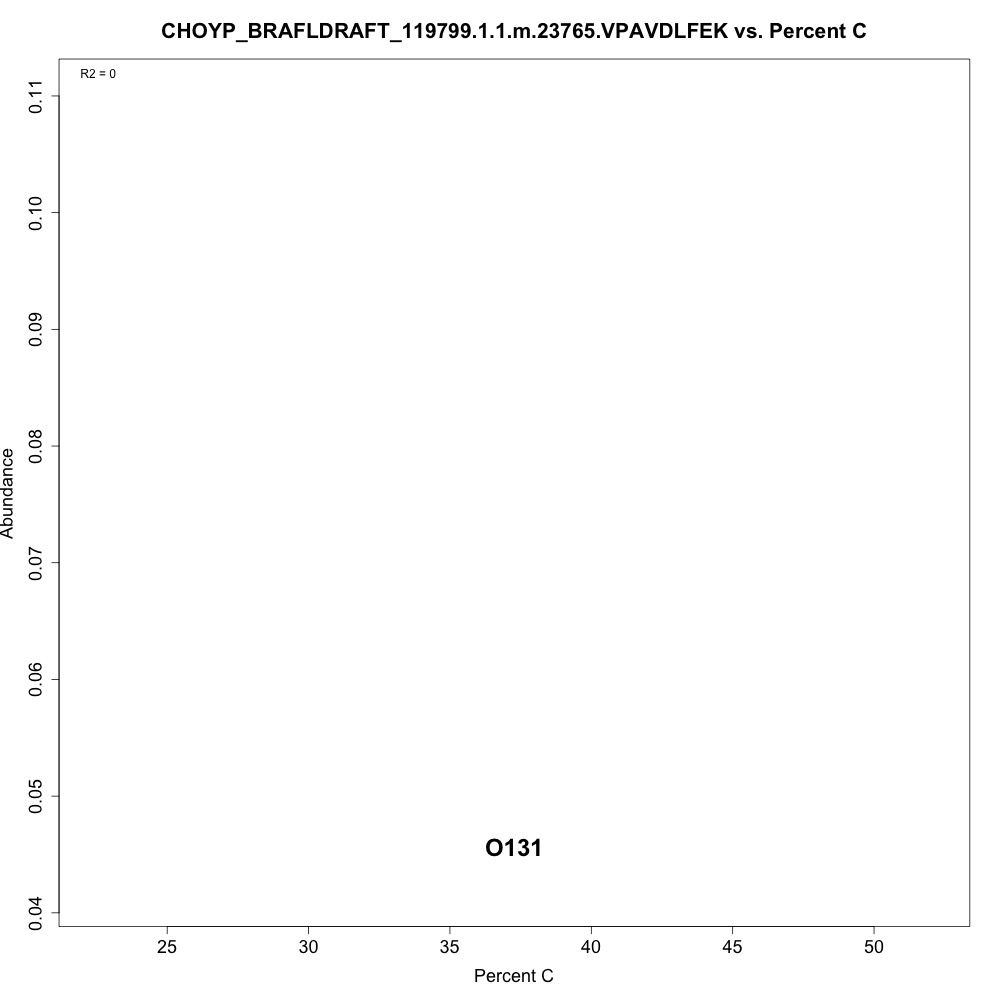 CHOYP_BRAFLDRAFT_119799.1.1.m.23765.VPAVDLFEK vs. Percent C
R2 = 0
0.11
0.10
0.09
0.08
0.07
0.06
0.05
0.04
Abundance
O131
25 30 35 40 45 50
Percent C